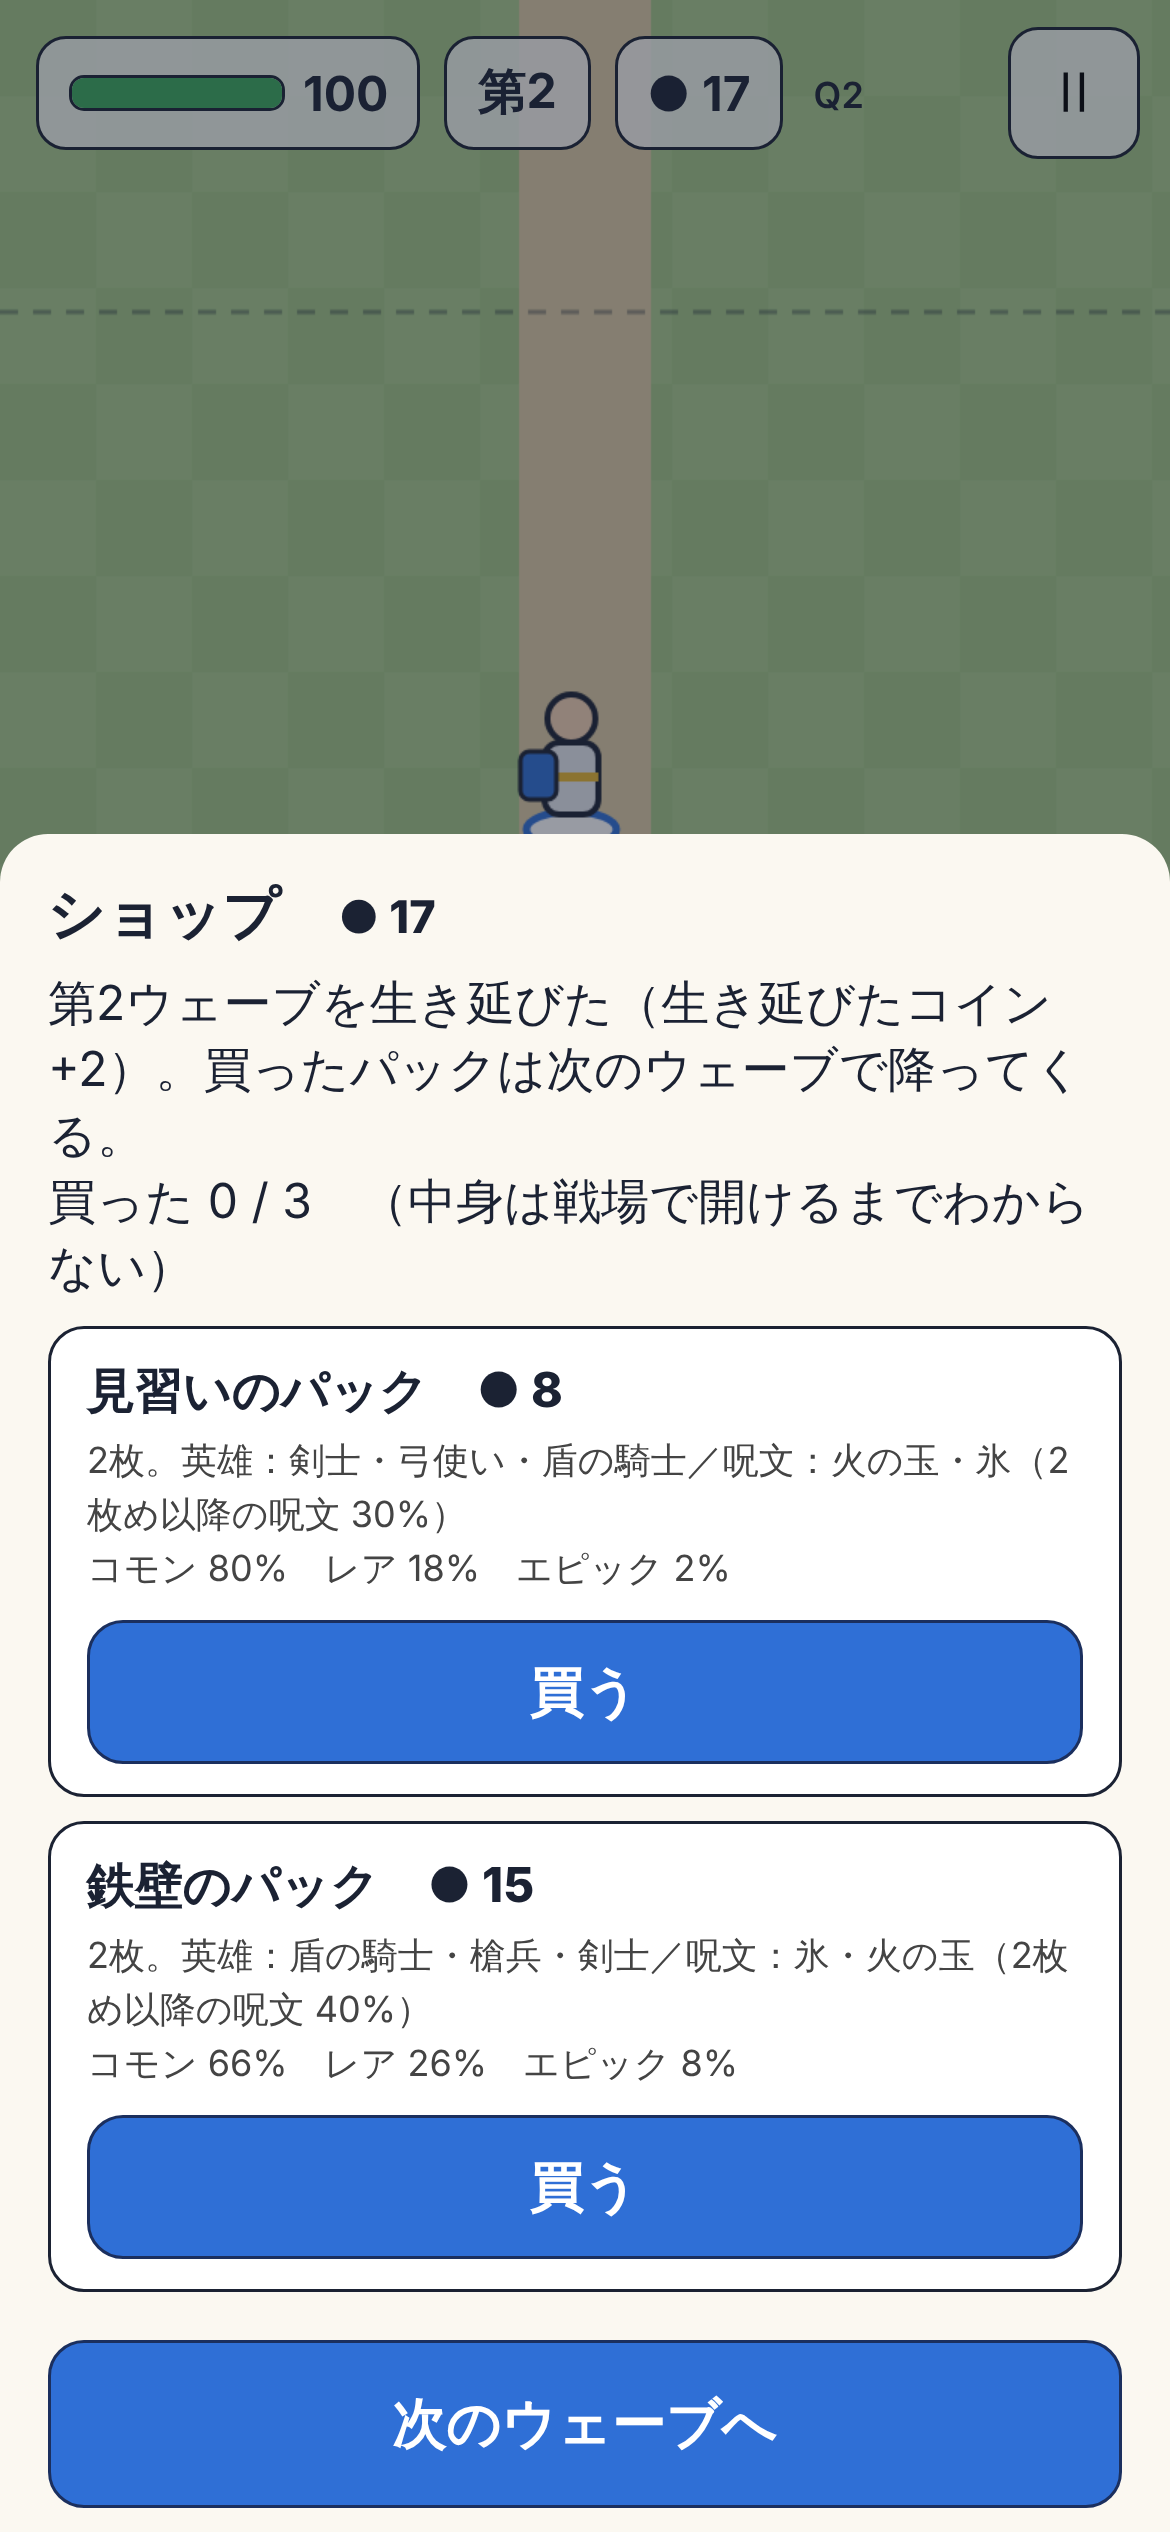 100
第2
● 17
Q2
ショップ ● 17
第2ウェーブを生き延びた（生き延びたコイン
+2）。買ったパックは次のウェーブで降ってく
る。
買った 0 / 3 （中身は戦場で開けるまでわから
ない）
見習いのパック ● 8
2枚。英雄：剣士・弓使い・盾の騎士／呪文：火の玉・氷（2
枚め以降の呪文 30%）
コモン 80% レア 18% エピック 2%
買う
鉄壁のパック ● 15
2枚。英雄：盾の騎士・槍兵・剣士／呪文：氷・火の玉（2枚
め以降の呪文 40%）
コモン 66% レア 26% エピック 8%
買う
次のウェーブへ